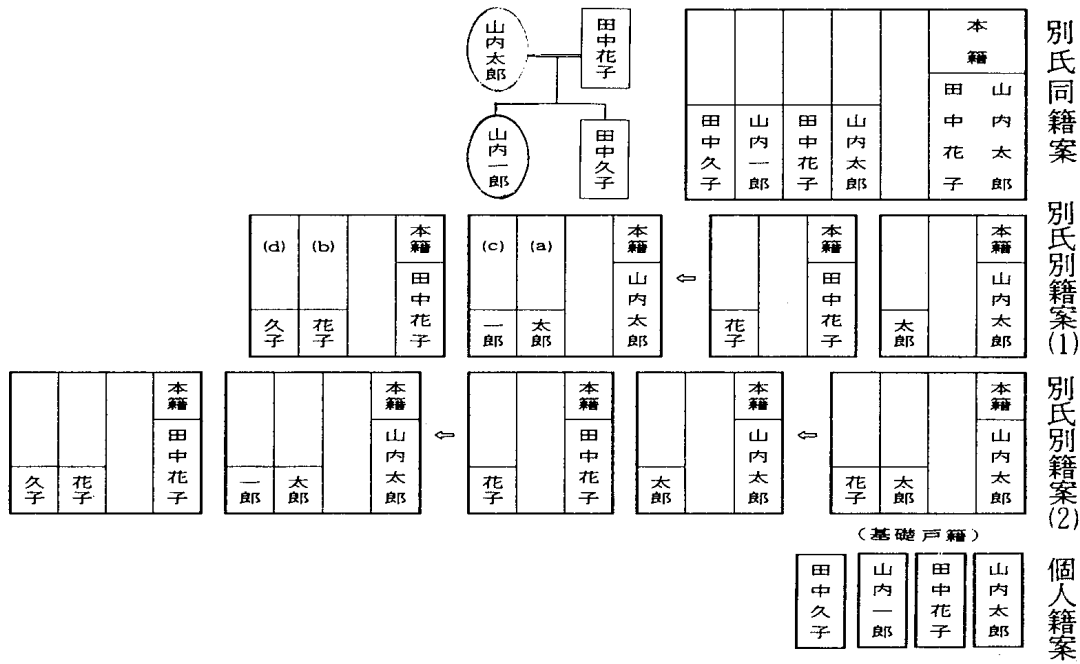 別氏同籍案
本籍
山内太郎
田中花子
山内太郎
田中花子
山内一郎
田中久子
田中花子
山内太郎
田中久子
山内一郎
別氏別籍案(1)
本籍
山内太郎
太郎
本籍
田中花子
花子
⇦
本籍
山内太郎
(a)
太郎
(c)
一郎
本籍
田中花子
(b)
花子
(d)
久子
別氏別籍案(2)
本籍
山内太郎
太郎
花子
(基礎戸籍)
⇦
本籍
山内太郎
太郎
本籍
田中花子
花子
⇦
本籍
山内太郎
太郎
一郎
本籍
田中花子
花子
久子
個人籍案
山内太郎
田中花子
山内一郎
田中久子